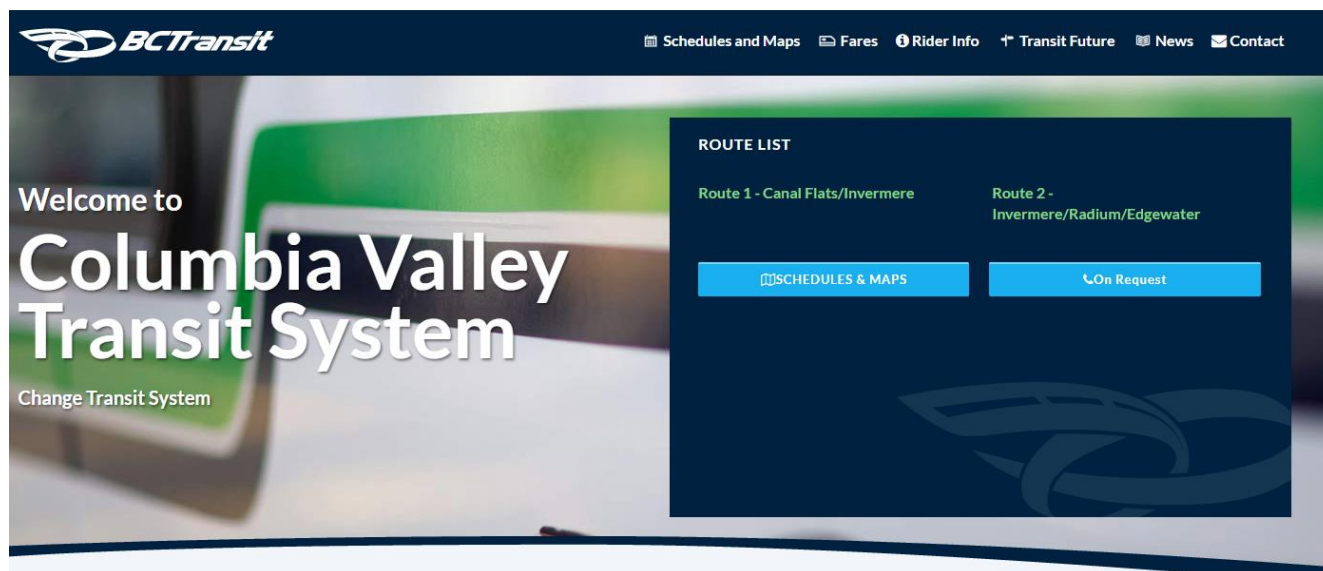 BCTransit
Schedules and Maps Fares Rider Info Transit Future News Contact
Welcome to
Columbia Valley
Transit System
Change Transit System
ROUTE LIST
Route 1 - Canal Flats/Invermere
Route 2 -
Invermere/Radium/Edgewater
SCHEDULES & MAPS
On Request